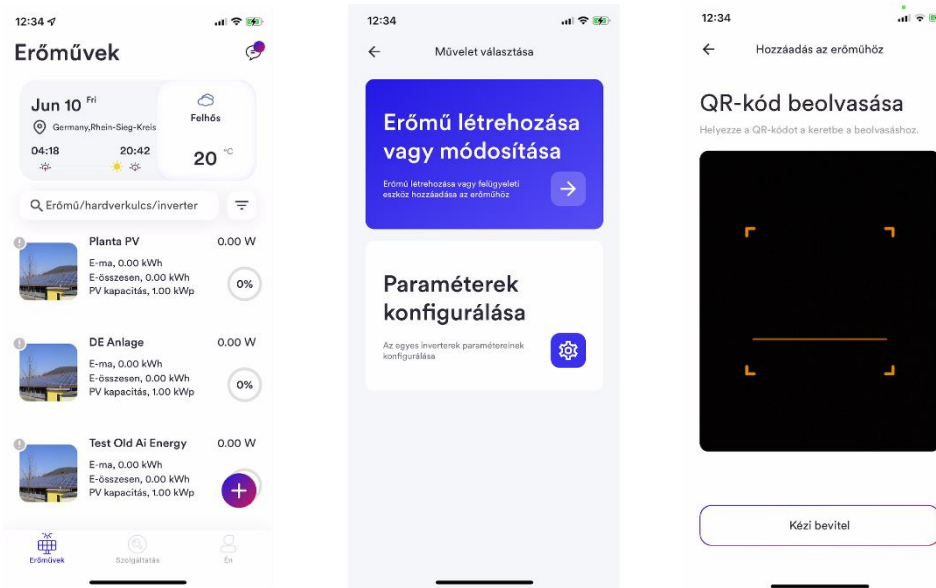 12:34
Erőművek
Jun 10 Fri
Germany,Rhein-Sieg-Kreis
04:18
20:42
Felhős
20 °C
Erőmű/hardverkulcs/inverter
Planta PV
0.00 W
E-ma, 0.00 kWh
E-összesen, 0.00 kWh
PV kapacitás, 1.00 kWp
0%
DE Anlage
0.00 W
E-ma, 0.00 kWh
E-összesen, 0.00 kWh
PV kapacitás, 1.00 kWp
0%
Test Old Ai Energy
0.00 W
E-ma, 0.00 kWh
E-összesen, 0.00 kWh
PV kapacitás, 1.00 kWp
Erőművek
Szolgáltatás
Én
12:34
Művelet választása
Erőmű létrehozása
vagy módosítása
Erőmű létrehozása vagy felügyeleti
eszköz hozzáadása az erőműhöz
Paraméterek
konfigurálása
Az egyes inverterek paramétereinek
konfigurálása
12:34
Hozzáadás az erőműhöz
QR-kód beolvasása
Helyezze a QR-kódot a keretbe a beolvasáshoz.
Kézi bevitel